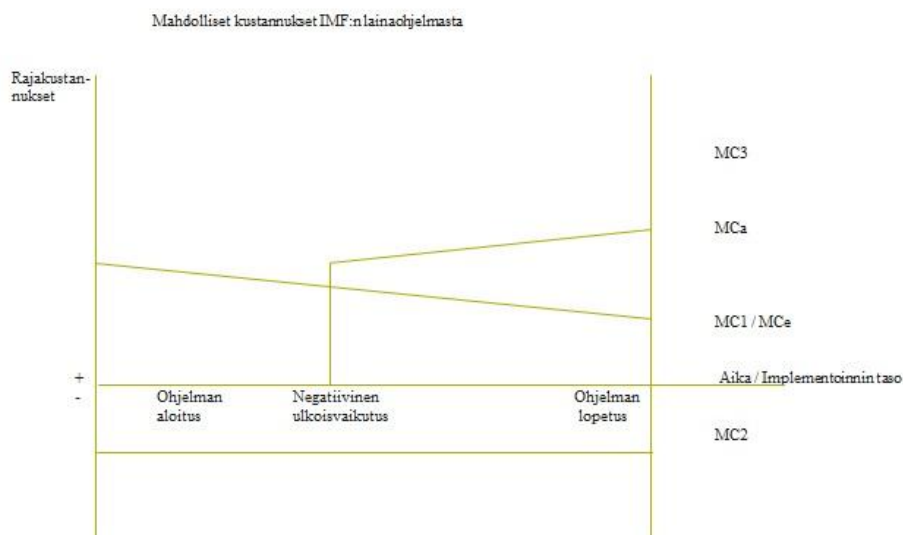 Mahdolliset kustannukset IMF:n lainaohjelmasta
Rajakustan-
nukset
MC3
MCa
MC1 / MCe
+
-
Aika / Implementoinnin taso
Ohjelman
aloitus
Negatiivinen
ulkoisvaikutus
Ohjelman
lopetus
MC2